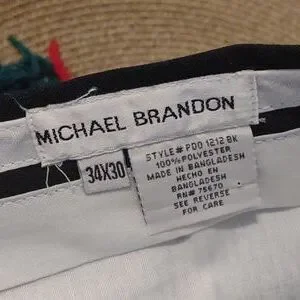 MICHAEL BRANDON
34X30
STYLE# PDO 1212 BK
100% POLYESTER
MADE IN BANGLADESH
HECHO EN
BANGLADESH
RN# 75670
SEE REVERSE
FOR CARE